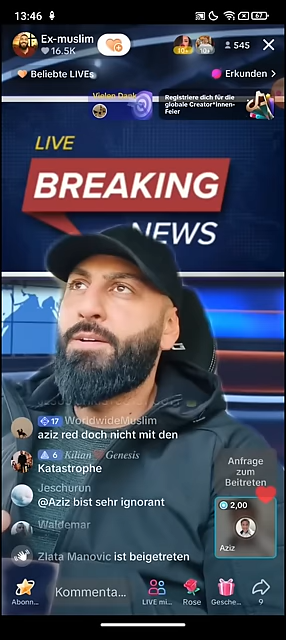 13:46
67
Ex-muslim
16.5K
545
Beliebte LIVEs
Erkunden >
Vielen Dank
Registriere dich für die
globale Creator*innen-
Feier
LIVE
BREAKING
NEWS
17 WorldwideMuslim
aziz red doch nicht mit den
6 Kilian Genesis
Katastrophe
Jeschurun
@Aziz bist sehr ignorant
Waldemar
Zlata Manovic ist beigetreten
Anfrage
zum
Beitreten
2,00
Aziz
Kommenta...
Abonn...
LIVE mi...
Rose
Gesche...
9